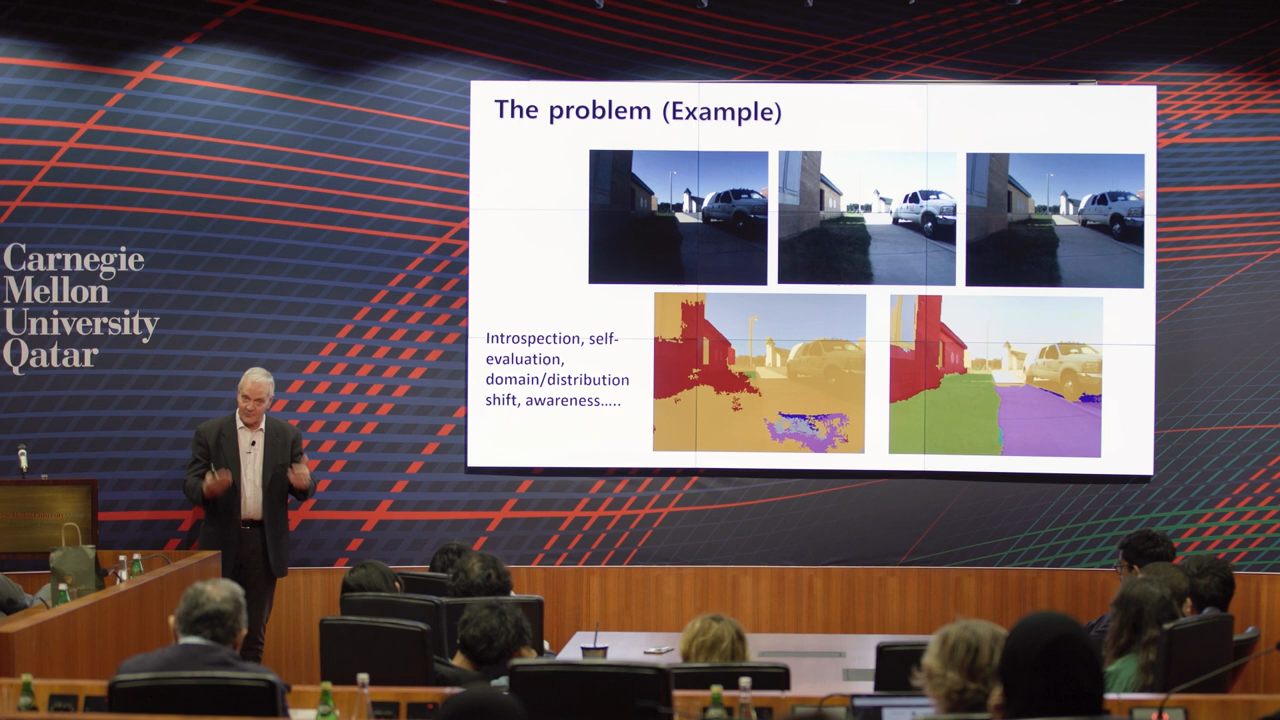 The problem (Example)
Carnegie
Mellon
University
Qatar
Introspection, self-
evaluation,
domain/distribution
shift, awareness.....